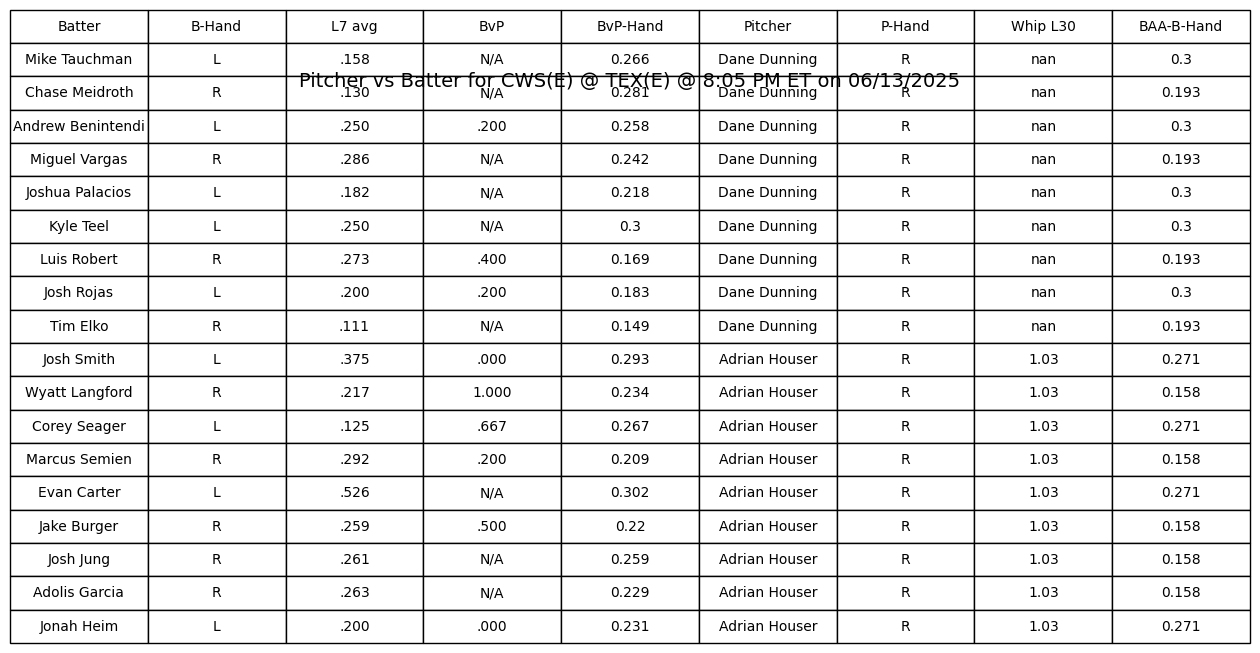 Batter B-Hand L7 avg BvP BvP-Hand Pitcher P-Hand Whip L30 BAA-B-Hand
Mike Tauchman L .158 N/A 0.266 Dane Dunning R nan 0.3
Pitcher vs Batter for CWS(E) @ TEX(E) @ 8:05 PM ET on 06/13/2025
Chase Meidroth R .130 N/A 0.281 Dane Dunning R nan 0.193
Andrew Benintendi L .250 .200 0.258 Dane Dunning R nan 0.3
Miguel Vargas R .286 N/A 0.242 Dane Dunning R nan 0.193
Joshua Palacios L .182 N/A 0.218 Dane Dunning R nan 0.3
Kyle Teel L .250 N/A 0.3 Dane Dunning R nan 0.3
Luis Robert R .273 .400 0.169 Dane Dunning R nan 0.193
Josh Rojas L .200 .200 0.183 Dane Dunning R nan 0.3
Tim Elko R .111 N/A 0.149 Dane Dunning R nan 0.193
Josh Smith L .375 .000 0.293 Adrian Houser R 1.03 0.271
Wyatt Langford R .217 1.000 0.234 Adrian Houser R 1.03 0.158
Corey Seager L .125 .667 0.267 Adrian Houser R 1.03 0.271
Marcus Semien R .292 .200 0.209 Adrian Houser R 1.03 0.158
Evan Carter L .526 N/A 0.302 Adrian Houser R 1.03 0.271
Jake Burger R .259 .500 0.22 Adrian Houser R 1.03 0.158
Josh Jung R .261 N/A 0.259 Adrian Houser R 1.03 0.158
Adolis Garcia R .263 N/A 0.229 Adrian Houser R 1.03 0.158
Jonah Heim L .200 .000 0.231 Adrian Houser R 1.03 0.271